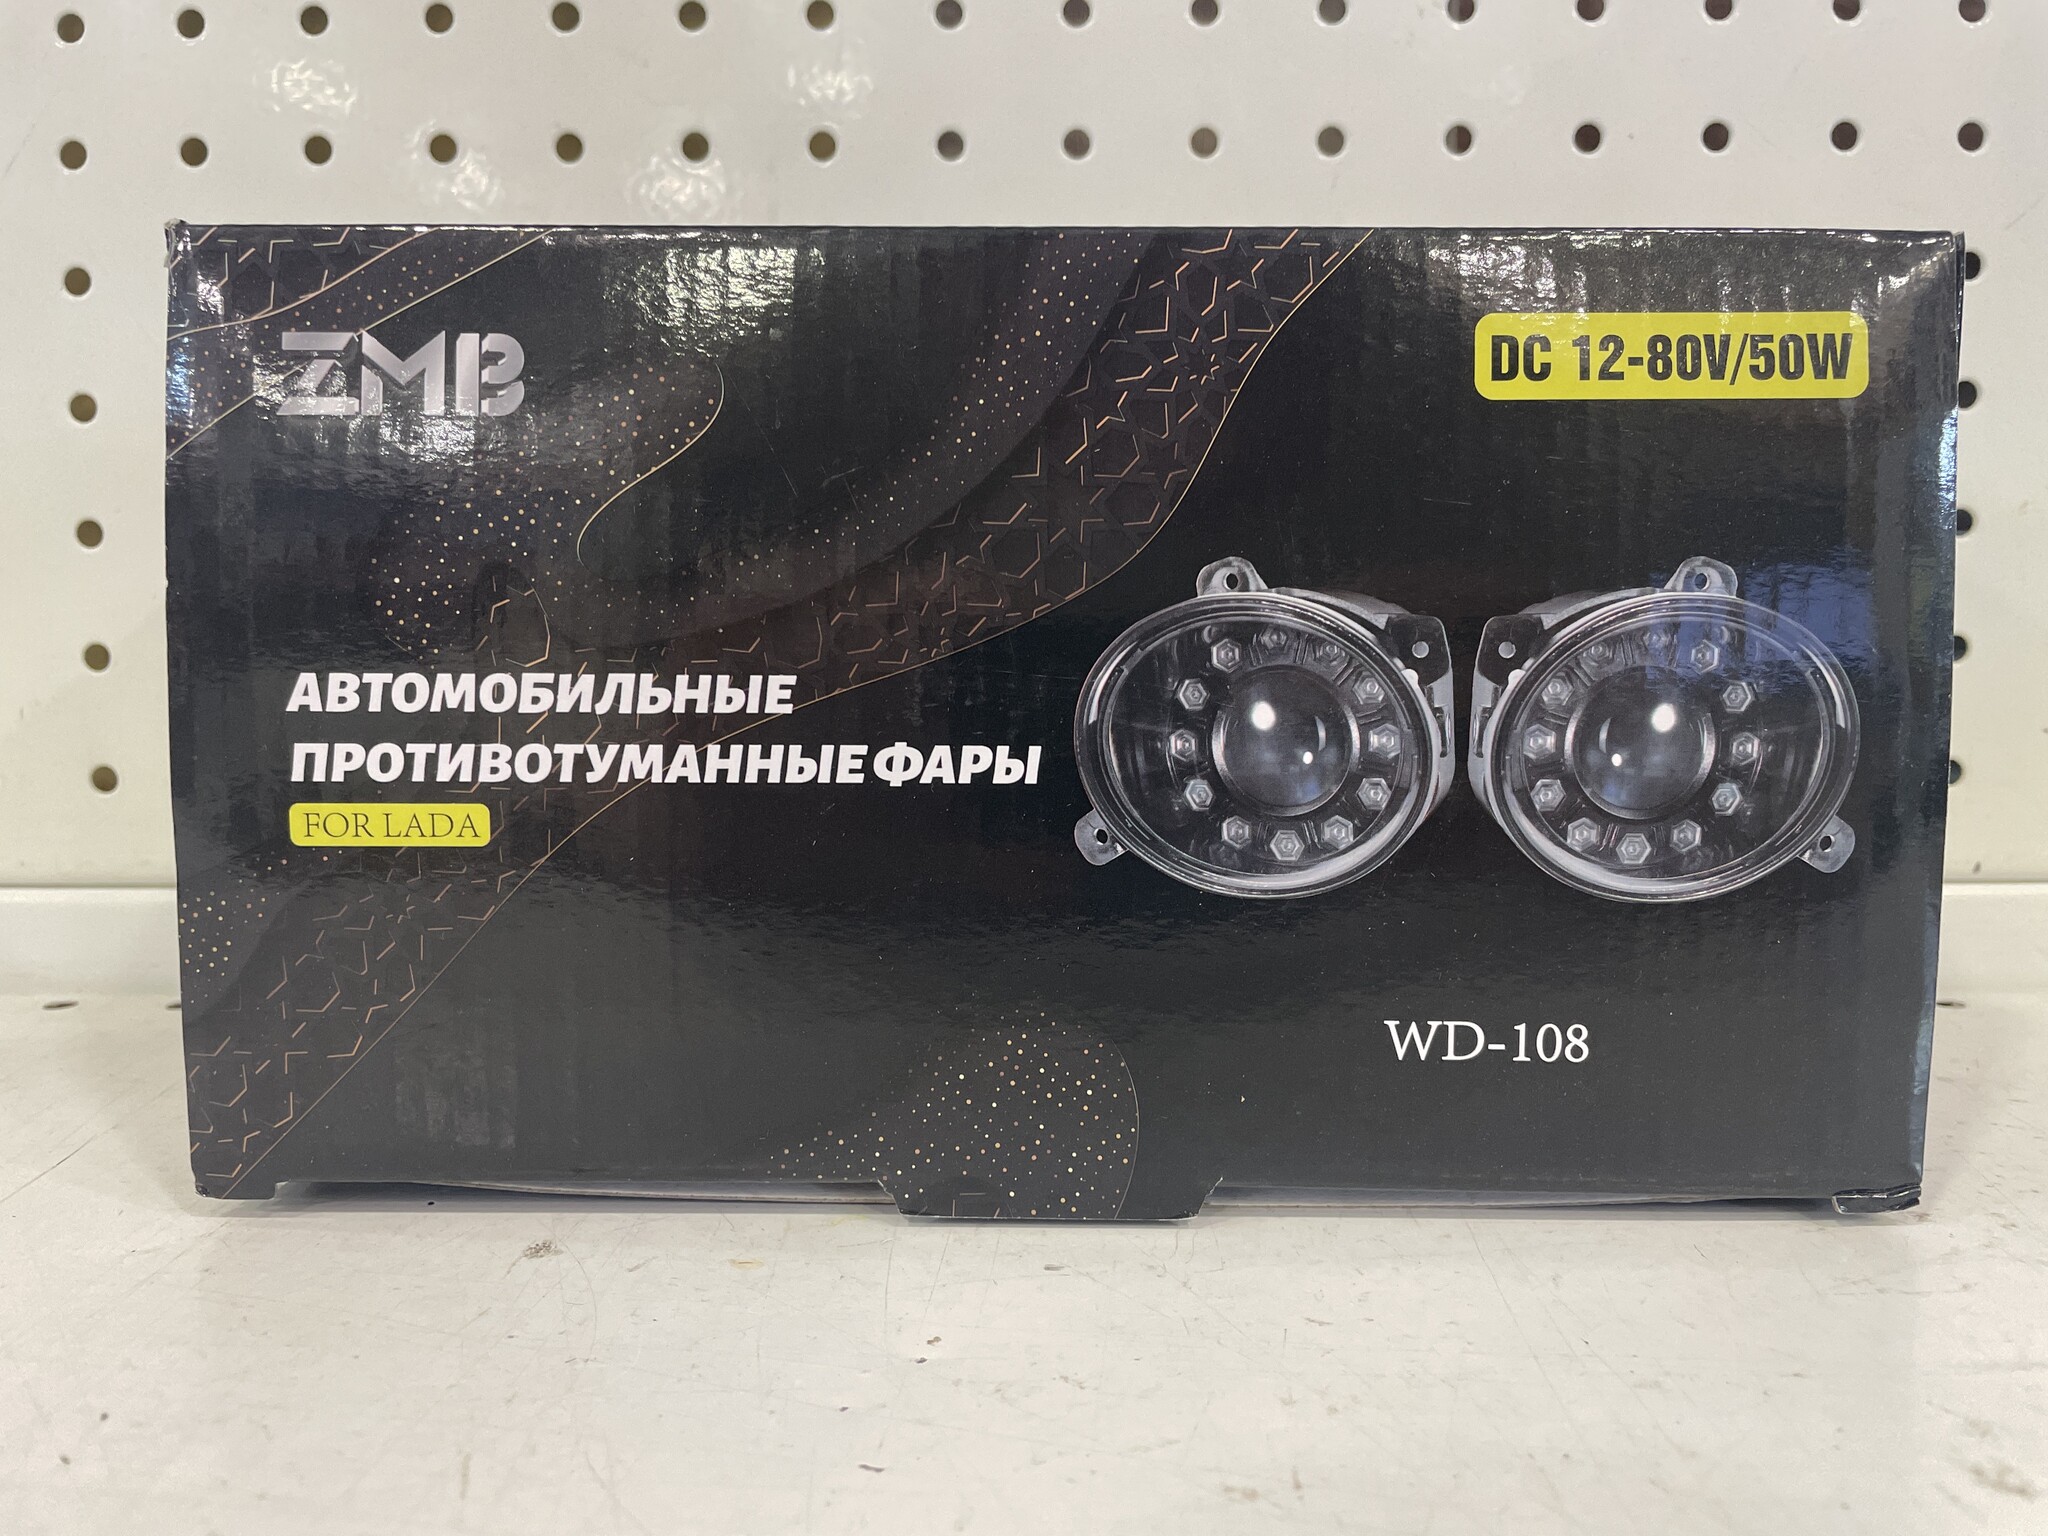 ZMB
DC 12-80V/50W
АВТОМОБИЛЬНЫЕ
ПРОТИВОТУМАННЫЕ ФАРЫ
FOR LADA
WD-108